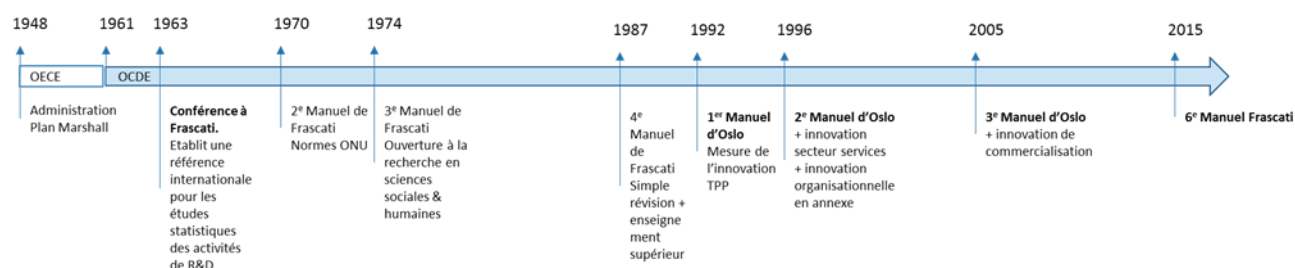 1948
1961
1963
1970
1974
1987
1992
1996
2005
2015
OECE
OCDE
Administration
Plan Marshall
Conférence à
Frascati.
Etablit une
référence
internationale
pour les
études
statistiques
des activités
de R&D
2e Manuel de
Frascati
Normes ONU
3e Manuel de
Frascati
Ouverture à la
recherche en
sciences
sociales &
humaines
4e
Manuel
de
Frascati
Simple
révision +
enseigne
ment
supérieur
1er Manuel
d'Oslo
Mesure de
l'innovation
TPP
2e Manuel d'Oslo
+ innovation
secteur services
+ innovation
organisationnelle
en annexe
3e Manuel d'Oslo
+ innovation de
commercialisation
6e Manuel Frascati